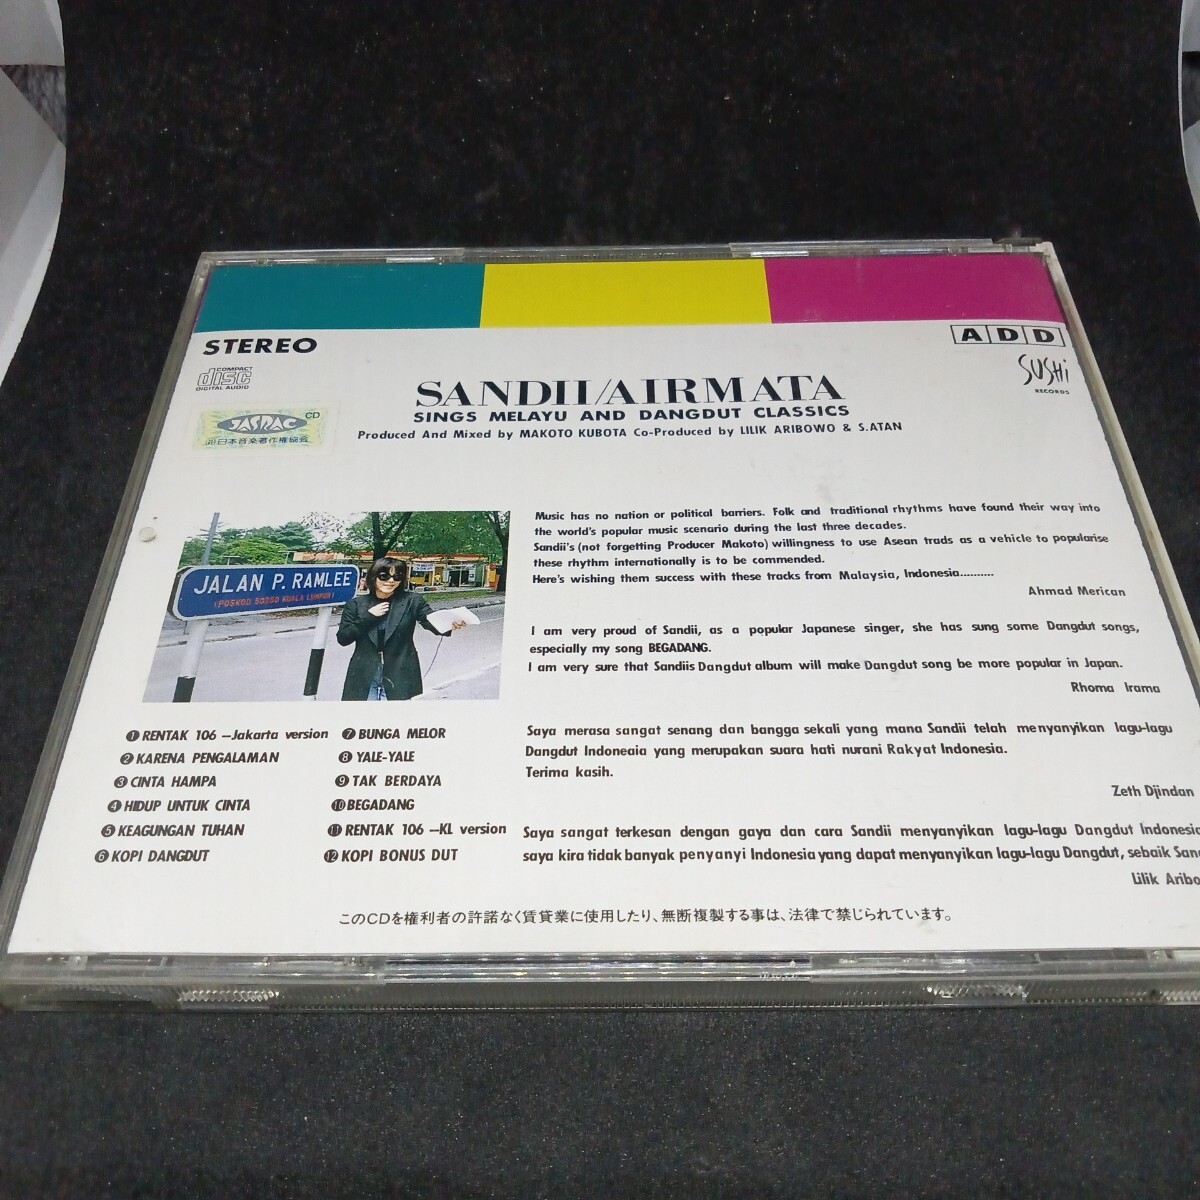 STEREO
ADD
COMPACT
disc
DIGITAL AUDIO
SUSHi
RECORDS
JASRAC
CD
日本音楽著作権協会
SANDII/AIRMATA
SINGS MELAYU AND DANGDUT CLASSICS
Produced And Mixed by MAKOTO KUBOTA Co-Produced by LILIK ARIBOWO & S.ATAN
JALAN P. RAMLEE
(POSKOD 50250 KUALA LUMPUR)
Music has no nation or political barriers. Folk and traditional rhythms have found their way into
the world's popular music scenario during the last three decades.
Sandii's (not forgetting Producer Makoto) willingness to use Asean trads as a vehicle to popularise
these rhythm internationally is to be commended.
Here's wishing them success with these tracks from Malaysia, Indonesia..........
Ahmad Merican
I am very proud of Sandii, as a popular Japanese singer, she has sung some Dangdut songs,
especially my song BEGADANG.
I am very sure that Sandiis Dangdut album will make Dangdut song be more popular in Japan.
Rhoma Irama
Saya merasa sangat senang dan bangga sekali yang mana Sandii telah menyanyikan lagu-lagu
Dangdut Indoneaia yang merupakan suara hati nurani Rakyat Indonesia.
Terima kasih.
Zeth Djindan
Saya sangat terkesan dengan gaya dan cara Sandii menyanyikan lagu-lagu Dangdut Indonesia
saya kira tidak banyak penyanyi Indonesia yang dapat menyanyikan lagu-lagu Dangdut, sebaik San
Lilik Aribo
❶ RENTAK 106 –Jakarta version
❷ KARENA PENGALAMAN
❸ CINTA HAMPA
❹ HIDUP UNTUK CINTA
❺ KEAGUNGAN TUHAN
❻ KOPI DANGDUT
❼ BUNGA MELOR
❽ YALE-YALE
❾ TAK BERDAYA
❿ BEGADANG
⓫ RENTAK 106 –KL version
⓬ KOPI BONUS DUT
このCDを権利者の許諾なく賃貸業に使用したり、無断複製する事は、法律で禁じられています。